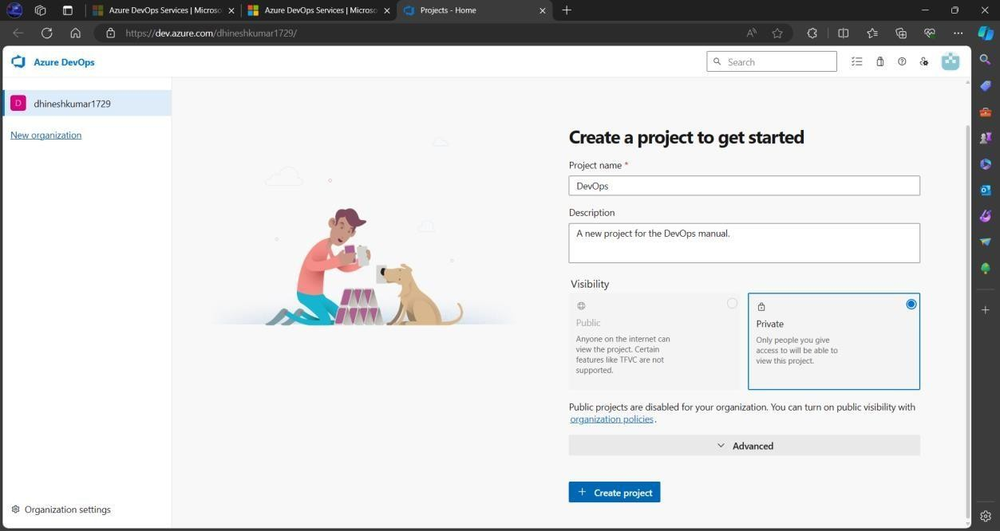 Azure DevOps Services | Microso
Azure DevOps Services | Microso
Projects - Home
https://dev.azure.com/dhineshkumar1729/
Azure DevOps
Search
D
dhineshkumar1729
New organization
Create a project to get started
Project name *
DevOps
Description
A new project for the DevOps manual.
Visibility
Public
Anyone on the internet can
view the project. Certain
features like TFVC are not
supported.
Private
Only people you give
access to will be able to
view this project.
Public projects are disabled for your organization. You can turn on public visibility with
organization policies.
Advanced
+ Create project
Organization settings